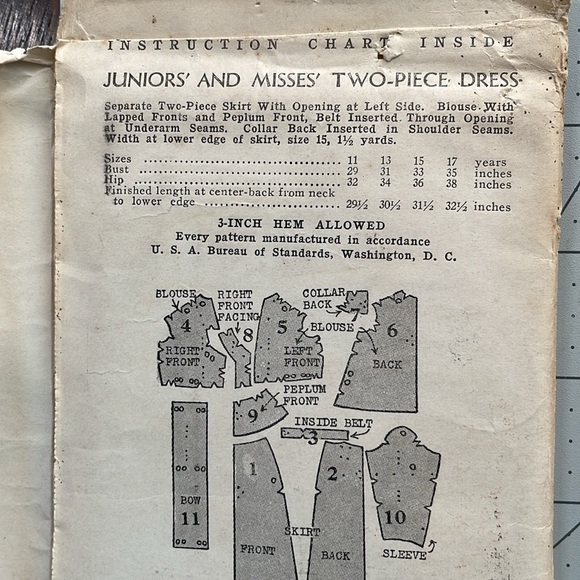 INSTRUCTION CHART INSIDE
JUNIORS' AND MISSES' TWO-PIECE DRESS
Separate Two-Piece Skirt With Opening at Left Side. Blouse With
Lapped Fronts and Peplum Front, Belt Inserted Through Opening
at Underarm Seams. Collar Back Inserted in Shoulder Seams.
Width at lower edge of skirt, size 15, 1½ yards.
Sizes 11 13 15 17 years
Bust 29 31 33 35 inches
Hip 32 34 36 38 inches
Finished length at center-back from neck
to lower edge 29½ 30½ 31½ 32½ inches
3-INCH HEM ALLOWED
Every pattern manufactured in accordance
U. S. A. Bureau of Standards, Washington, D. C.
BLOUSE
4
RIGHT
FRONT
RIGHT
FRONT
FACING
8
5
LEFT
FRONT
COLLAR
BACK
BLOUSE
6
BACK
PEPLUM
FRONT
9
INSIDE BELT
3
BOW
11
1
2
SKIRT
FRONT
BACK
10
SLEEVE